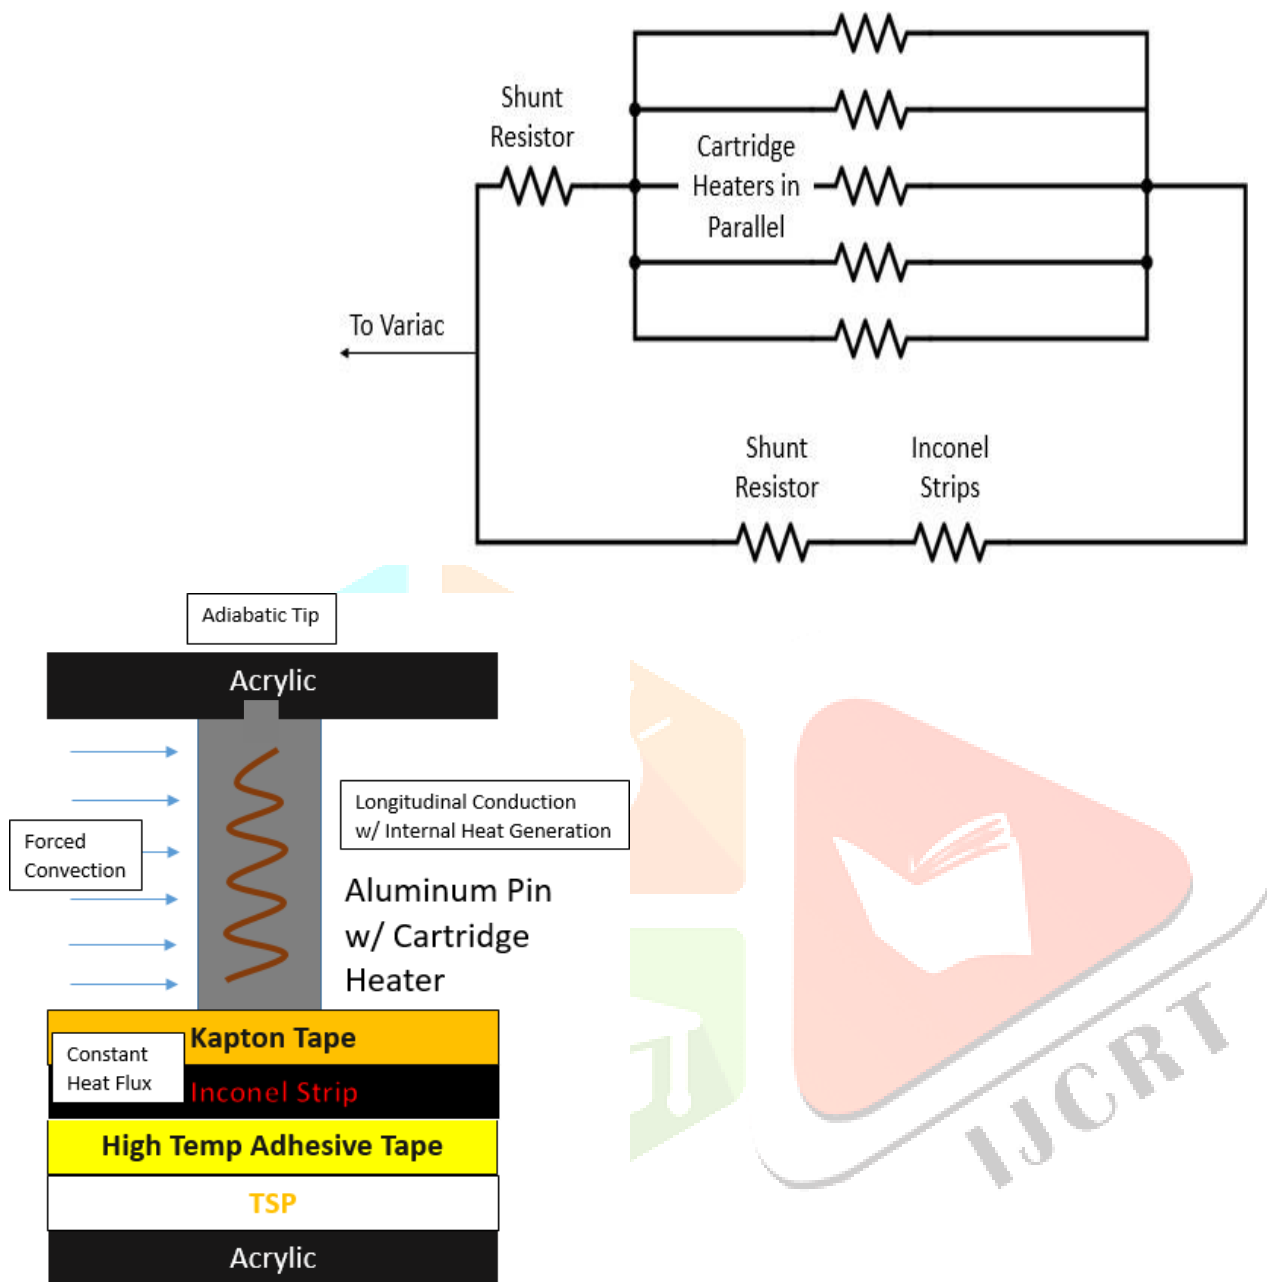 Shunt
Resistor
Cartridge
Heaters in
Parallel
To Variac
Shunt
Resistor
Inconel
Strips
Adiabatic Tip
Acrylic
Longitudinal Conduction
w/ Internal Heat Generation
Forced
Convection
Aluminum Pin
w/ Cartridge
Heater
Kapton Tape
Constant
Heat Flux
Inconel Strip
High Temp Adhesive Tape
TSP
Acrylic
IJCRT